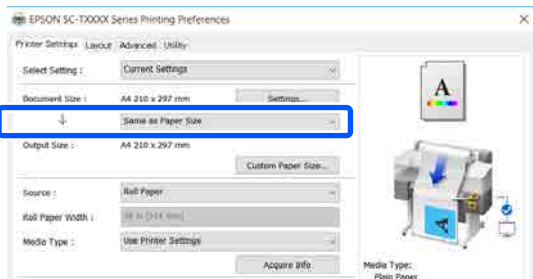 EPSON SC-TXXXX Series Printing Preferences
Printer Settings Layout Advanced Utility
Select Setting : Current Settings
Document Size : A4 210 x 297 mm Settings...
↓ Same as Paper Size
Output Size : A4 210 x 297 mm
Custom Paper Size...
Source : Roll Paper
Roll Paper Width :
Media Type : Use Printer Settings
Acquire Info
Media Type:
Plain Paper
A